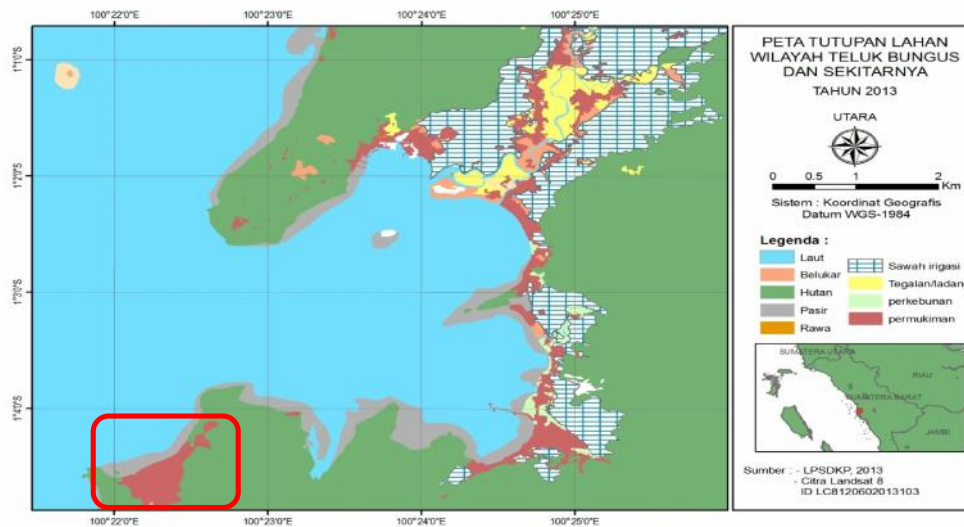 100°22'0"E 100°23'0"E 100°24'0"E 100°25'0"E
1°1'0"S
1°2'0"S
1°3'0"S
1°4'0"S
100°22'0"E 100°23'0"E 100°24'0"E 100°25'0"E
PETA TUTUPAN LAHAN
WILAYAH TELUK BUNGUS
DAN SEKITARNYA
TAHUN 2013
UTARA
0 0.5 1 2
Km
Sistem : Koordinat Geografis
Datum WGS-1984
Legenda :
Laut
Belukar
Hutan
Pasir
Rawa
Sawah irigasi
Tegalan/ladang
perkebunan
permukiman
SUMATERA UTARA
RIAU
SUMATERA BARAT
JAMBI
Sumber : - LPSDKP, 2013
- Citra Landsat 8
ID LC8120602013103